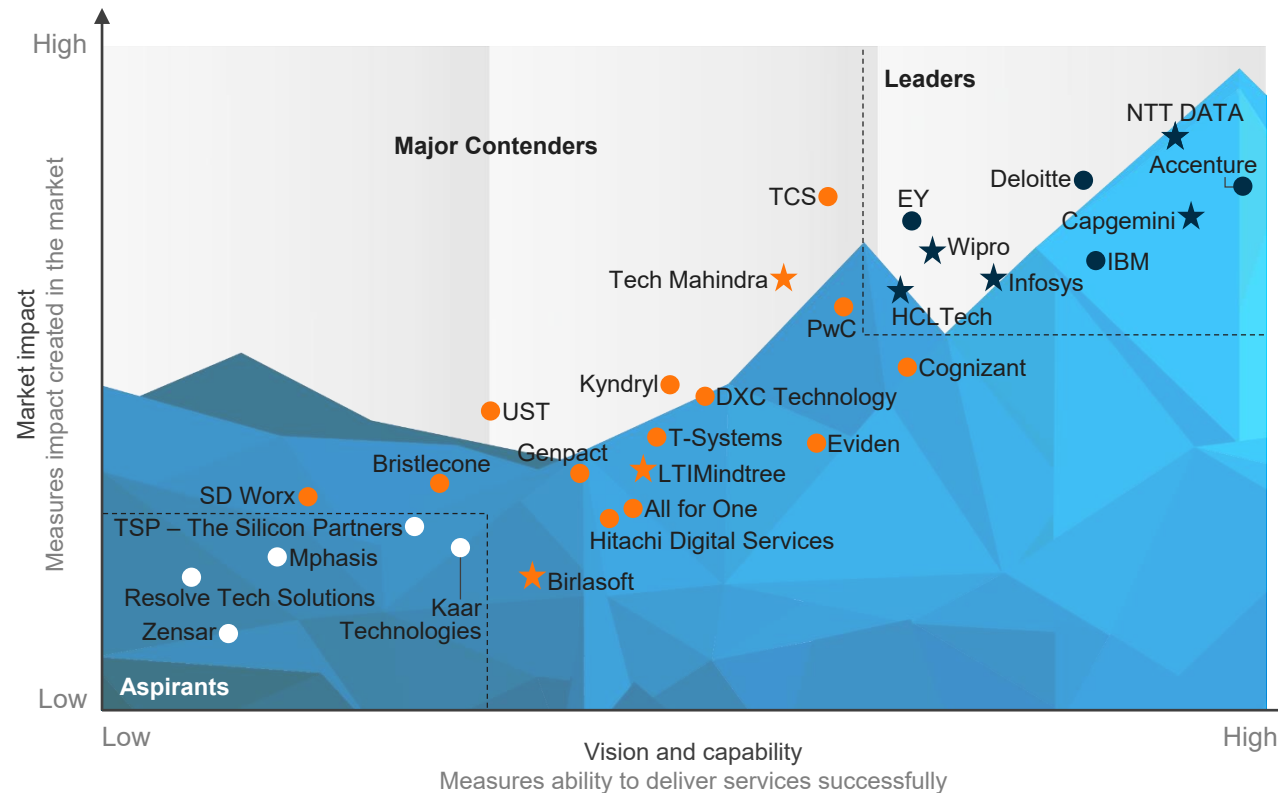 High
Leaders
NTT DATA
Major Contenders
Accenture
Deloitte
TCS
EY
Capgemini
Wipro
IBM
Tech Mahindra
Infosys
HCLTech
PwC
Cognizant
Kyndryl
DXC Technology
UST
T-Systems
Eviden
Genpact
Bristlecone
LTIMindtree
SD Worx
All for One
TSP – The Silicon Partners
Hitachi Digital Services
Mphasis
Birlasoft
Resolve Tech Solutions
Kaar
Technologies
Zensar
Aspirants
Market impact
Measures impact created in the market
Low
Low
High
Vision and capability
Measures ability to deliver services successfully